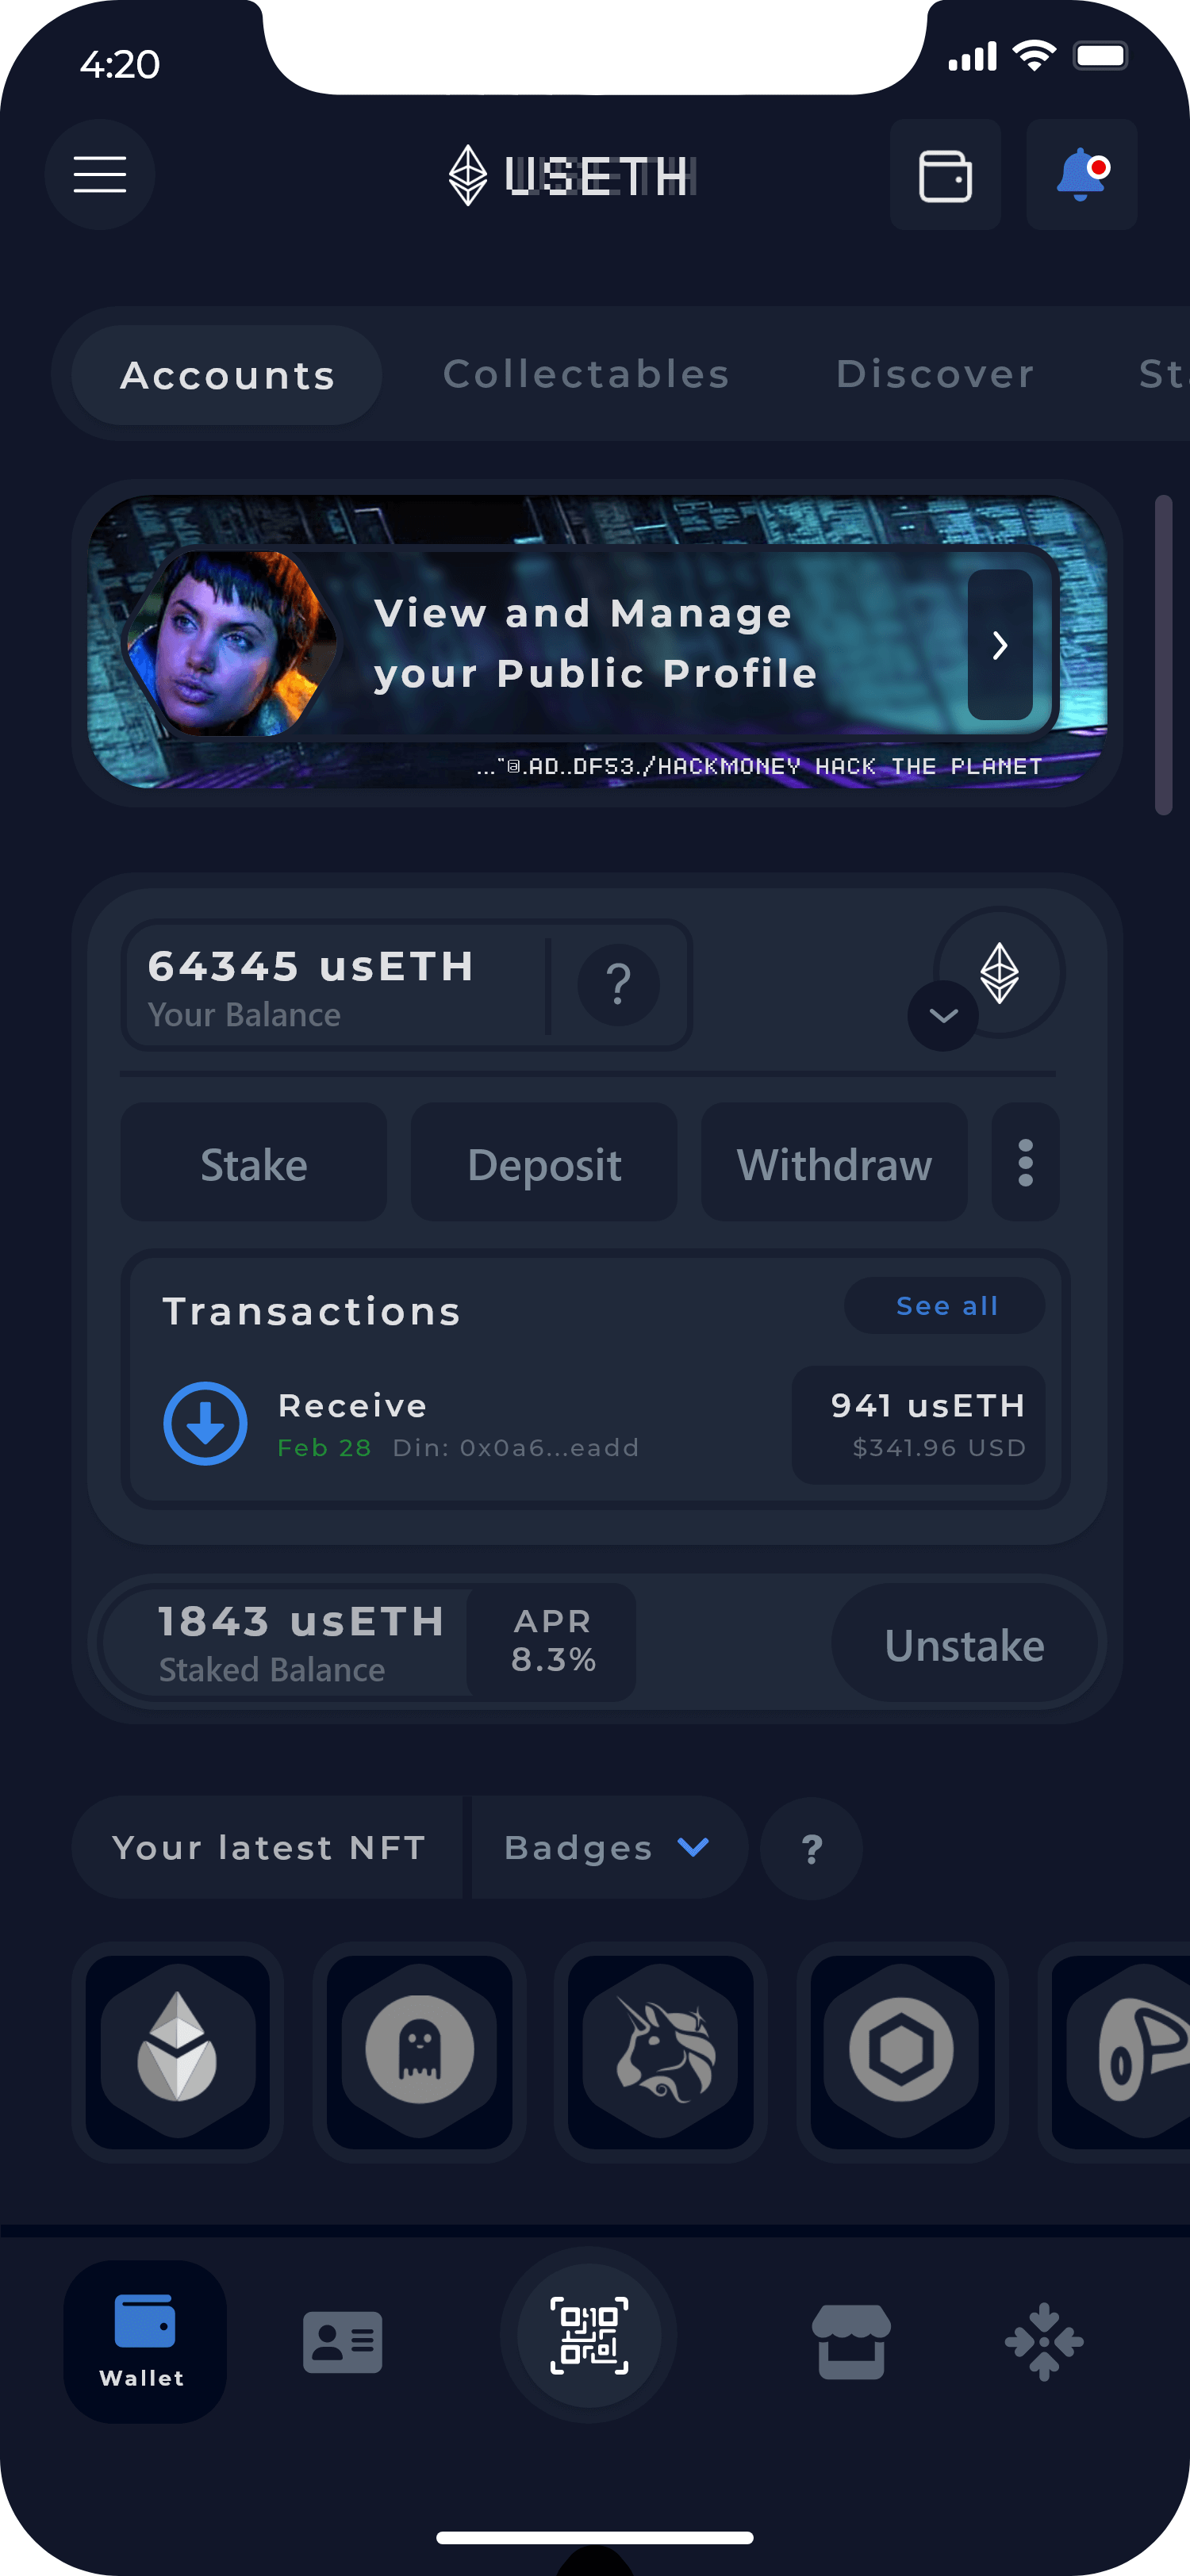 4:20
USETH
Accounts Collectables Discover St
View and Manage
your Public Profile
..."@.AD..DF53./HACKMONEY HACK THE PLANET
64345 usETH
Your Balance
?
Stake Deposit Withdraw
Transactions See all
Receive 941 usETH
Feb 28 Din: 0x0a6...eadd $341.96 USD
1843 usETH APR
Staked Balance 8.3%
Unstake
Your latest NFT Badges ?
Wallet